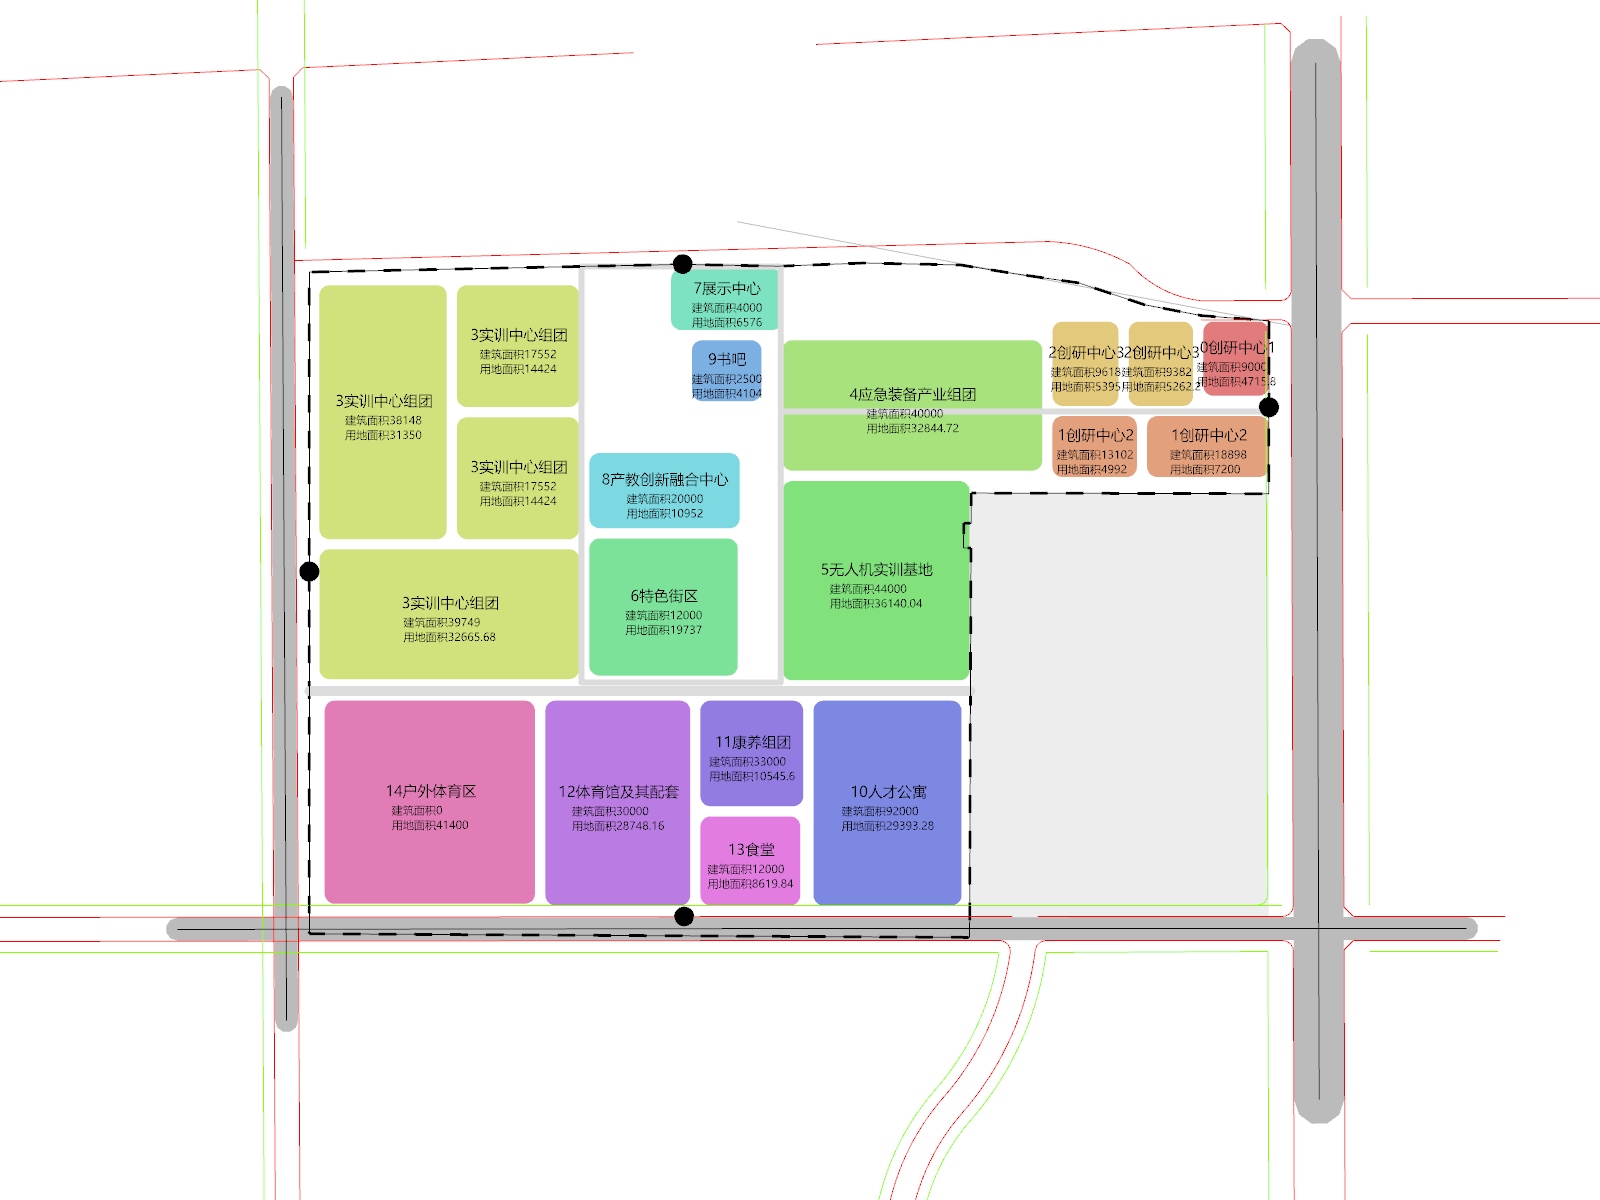 7展示中心
建筑面积4000
用地面积6576
9书吧
建筑面积2500
用地面积4104
3实训中心组团
建筑面积38148
用地面积31350
3实训中心组团
建筑面积17552
用地面积14424
3实训中心组团
建筑面积17552
用地面积14424
3实训中心组团
建筑面积39749
用地面积32665.68
8产教创新融合中心
建筑面积20000
用地面积10952
6特色街区
建筑面积12000
用地面积19737
4应急装备产业组团
建筑面积40000
用地面积32844.72
5无人机实训基地
建筑面积44000
用地面积36140.04
2创研中心3
建筑面积9618
用地面积5395
2创研中心3
建筑面积9382
用地面积5262.2
0创研中心1
建筑面积9000
用地面积4715.8
1创研中心2
建筑面积13102
用地面积4992
1创研中心2
建筑面积18898
用地面积7200
14户外体育区
建筑面积0
用地面积41400
12体育馆及其配套
建筑面积30000
用地面积28748.16
11康养组团
建筑面积33000
用地面积10545.6
13食堂
建筑面积12000
用地面积8619.84
10人才公寓
建筑面积92000
用地面积29393.28